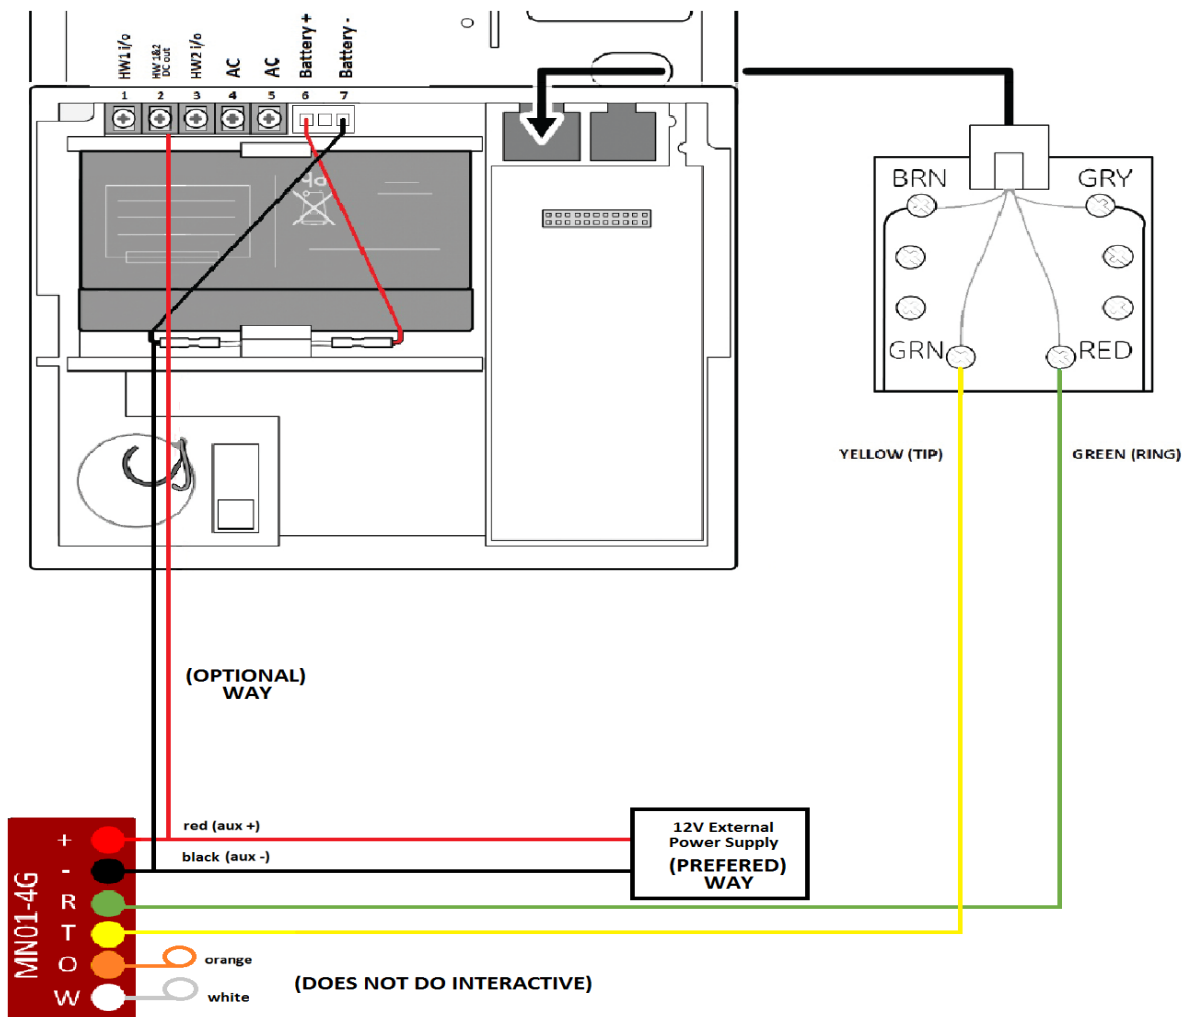 HW1 i/o
HW 1&2
DC out
HW2 i/o
AC
AC
Battery +
Battery -
1
2
3
4
5
6
7
BRN
GRY
GRN
RED
YELLOW (TIP)
GREEN (RING)
(OPTIONAL)
WAY
red (aux +)
black (aux -)
12V External
Power Supply
(PREFERED)
WAY
MN01-4G
+
-
R
T
O
W
orange
white
(DOES NOT DO INTERACTIVE)